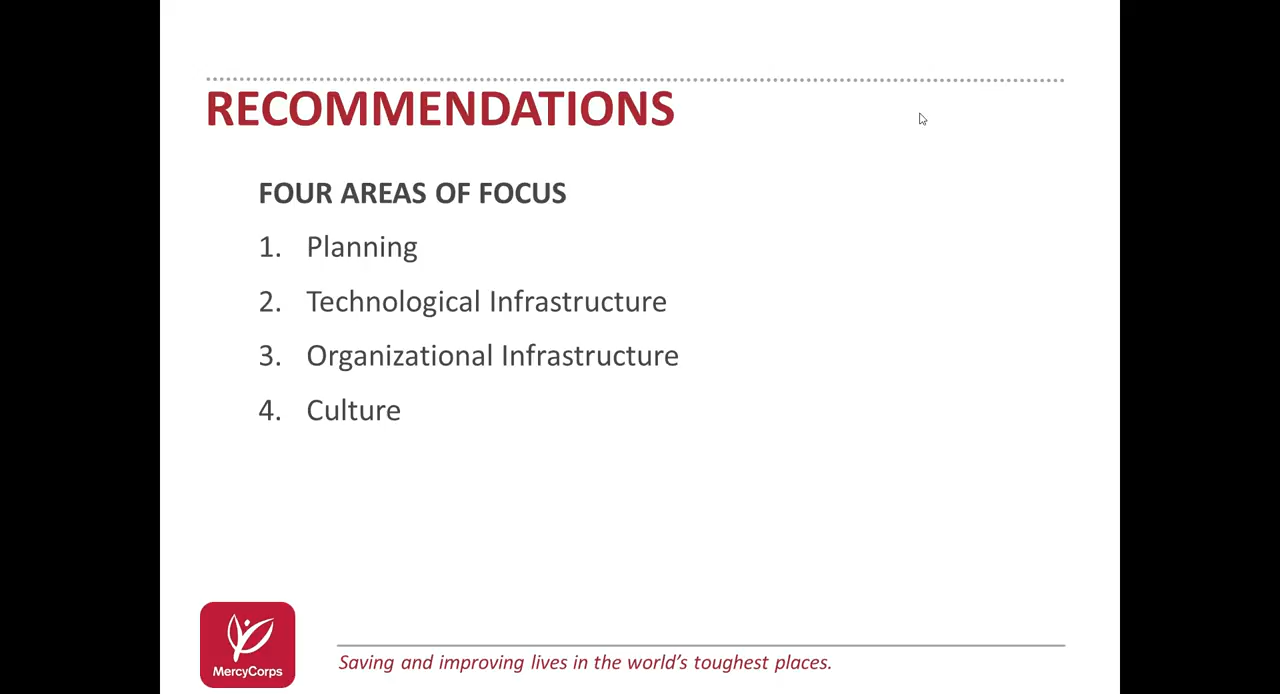 RECOMMENDATIONS
FOUR AREAS OF FOCUS
1. Planning
2. Technological Infrastructure
3. Organizational Infrastructure
4. Culture
MercyCorps
Saving and improving lives in the world's toughest places.